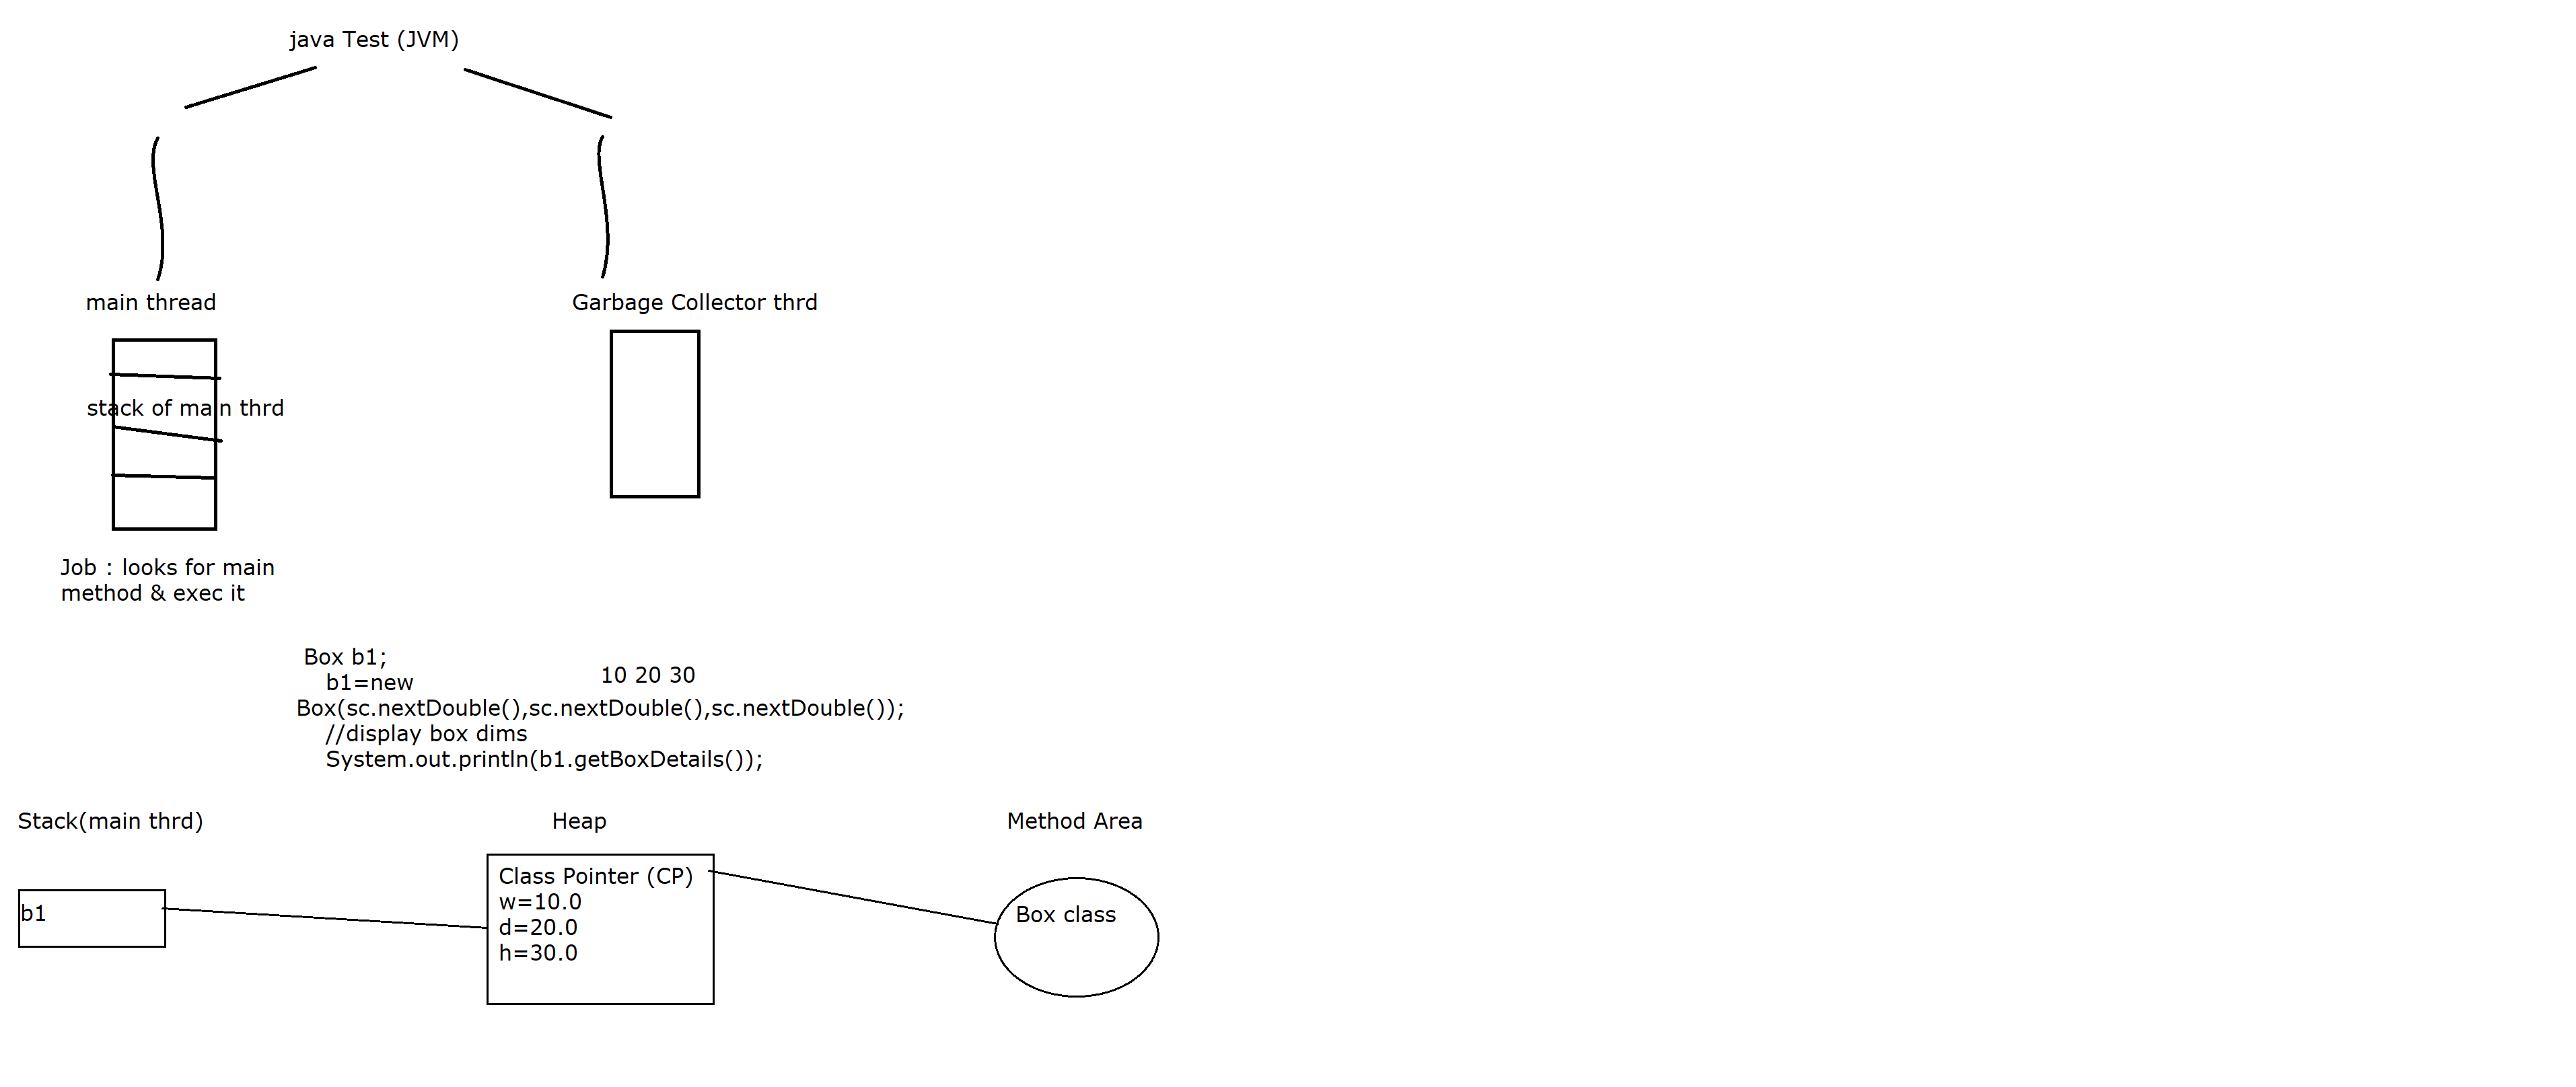 java Test (JVM)
main thread
Garbage Collector thrd
stack of main thrd
Job : looks for main
method & exec it
Box b1;
10 20 30
b1=new
Box(sc.nextDouble(),sc.nextDouble(),sc.nextDouble());
//display box dims
System.out.println(b1.getBoxDetails());
Stack(main thrd)
Heap
Method Area
b1
Class Pointer (CP)
w=10.0
d=20.0
h=30.0
Box class